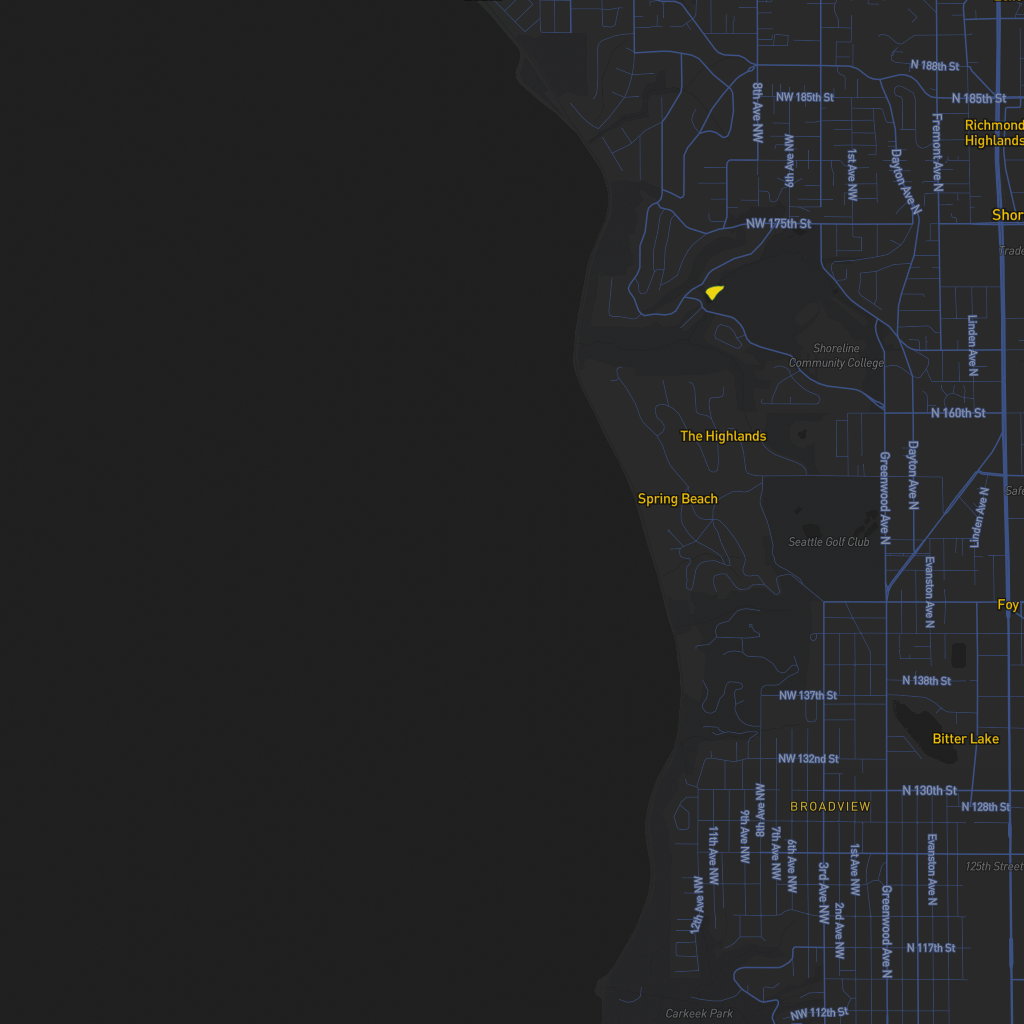 N 188th St
NW 185th St
N 185th St
8th Ave NW
Fremont Ave N
Richmond
Highlands
6th Ave NW
1st Ave NW
Dayton Ave N
Shor
NW 175th St
Trade
Linden Ave N
Shoreline
Community College
N 160th St
The Highlands
Greenwood Ave N
Dayton Ave N
Spring Beach
Safe
Linden Ave N
Seattle Golf Club
Evanston Ave N
Foy
N 138th St
NW 137th St
Bitter Lake
NW 132nd St
N 130th St
BROADVIEW
N 128th St
8th Ave NW
9th Ave NW
11th Ave NW
7th Ave NW
6th Ave NW
1st Ave NW
Evanston Ave N
125th Street
3rd Ave NW
12th Ave NW
2nd Ave NW
Greenwood Ave N
N 117th St
Carkeek Park
NW 112th St